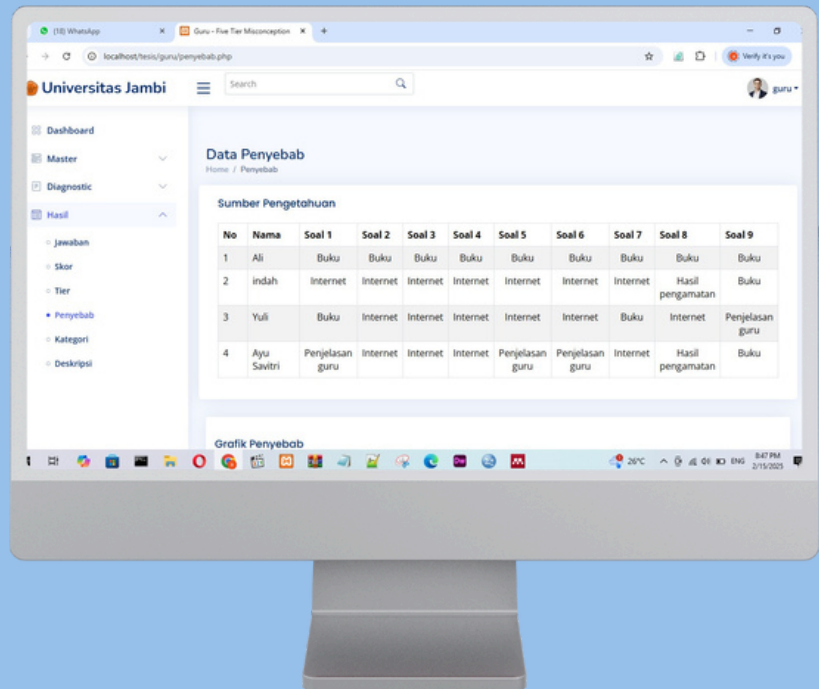 (18) WhatsApp
Guru - Five Tier Misconception
localhost/tesis/guru/penyebab.php
Verify it's you
Universitas Jambi
Search
guru
Dashboard
Master
Diagnostic
Hasil
Jawaban
Skor
Tier
Penyebab
Kategori
Deskripsi
Data Penyebab
Home / Penyebab
Sumber Pengetahuan
No Nama Soal 1 Soal 2 Soal 3 Soal 4 Soal 5 Soal 6 Soal 7 Soal 8 Soal 9
1 Ali Buku Buku Buku Buku Buku Buku Buku Buku Buku
2 indah Internet Internet Internet Internet Internet Internet Internet Hasil pengamatan Buku
3 Yuli Buku Internet Internet Internet Internet Internet Buku Internet Penjelasan guru
4 Ayu Savitri Penjelasan guru Internet Internet Internet Penjelasan guru Penjelasan guru Internet Hasil pengamatan Buku
Grafik Penyebab
26°C
ENG
8:47 PM
2/15/2025